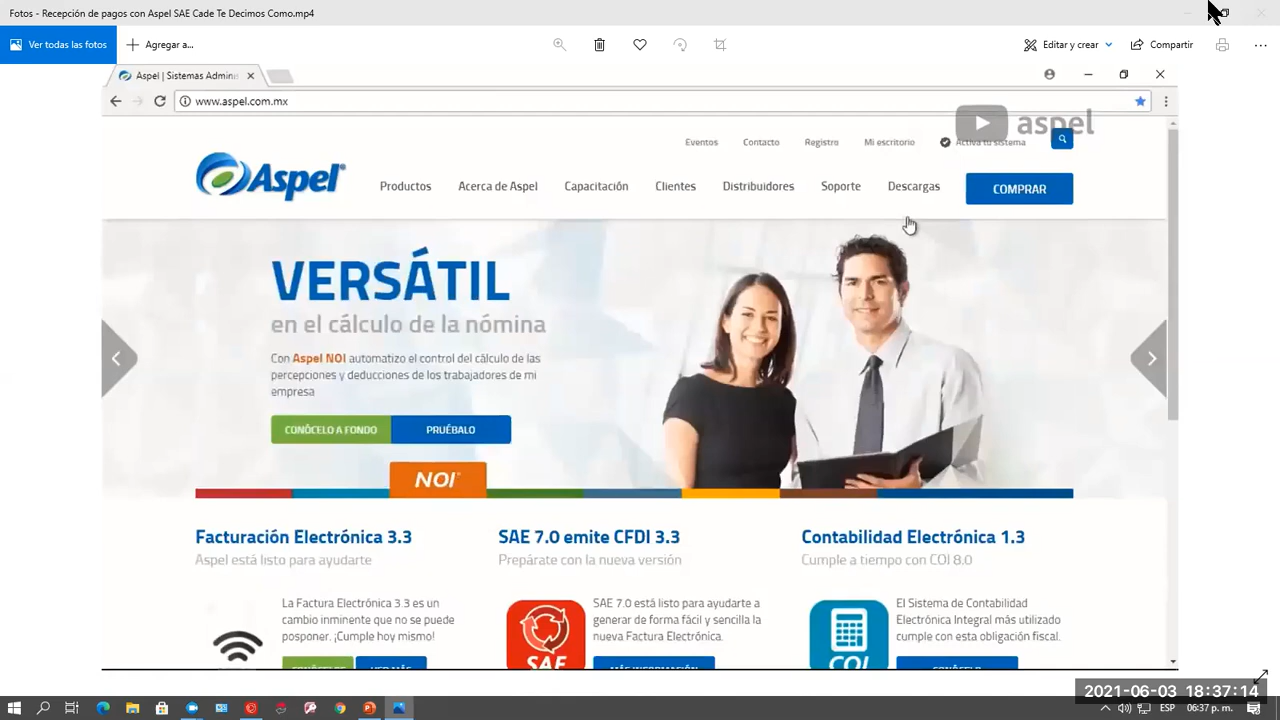 Fotos - Recepción de pagos con Aspel SAE Cade Te Decimos Como.mp4
Ver todas las fotos
Agregar a...
Editar y crear
Compartir
Aspel | Sistemas Admin
www.aspel.com.mx
aspel
Eventos
Contacto
Registro
Mi escritorio
Activa tu sistema
Aspel
Productos
Acerca de Aspel
Capacitación
Clientes
Distribuidores
Soporte
Descargas
COMPRAR
VERSÁTIL
en el cálculo de la nómina
Con Aspel NOI automatizo el control del cálculo de las
percepciones y deducciones de los trabajadores de mi
empresa
CONÓCELO A FONDO
PRUÉBALO
NOI
Facturación Electrónica 3.3
Aspel está listo para ayudarte
La Factura Electrónica 3.3 es un
cambio inminente que no se puede
posponer. ¡Cumple hoy mismo!
VER MÁS
SAE 7.0 emite CFDI 3.3
Prepárate con la nueva versión
SAE
SAE 7.0 está listo para ayudarte a
generar de forma fácil y sencilla la
nueva Factura Electrónica.
MÁS INFORMACIÓN
Contabilidad Electrónica 1.3
Cumple a tiempo con COI 8.0
COI
El Sistema de Contabilidad
Electrónica Integral más utilizado
cumple con esta obligación fiscal.
CONÓCELO
2021-06-03 18:37:14
ESP
06:37 p. m.